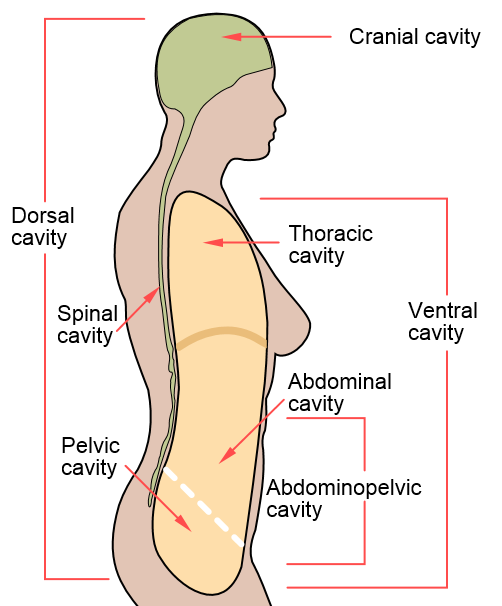 Cranial cavity
Dorsal
cavity
Thoracic
cavity
Spinal
cavity
Ventral
cavity
Abdominal
cavity
Pelvic
cavity
Abdominopelvic
cavity